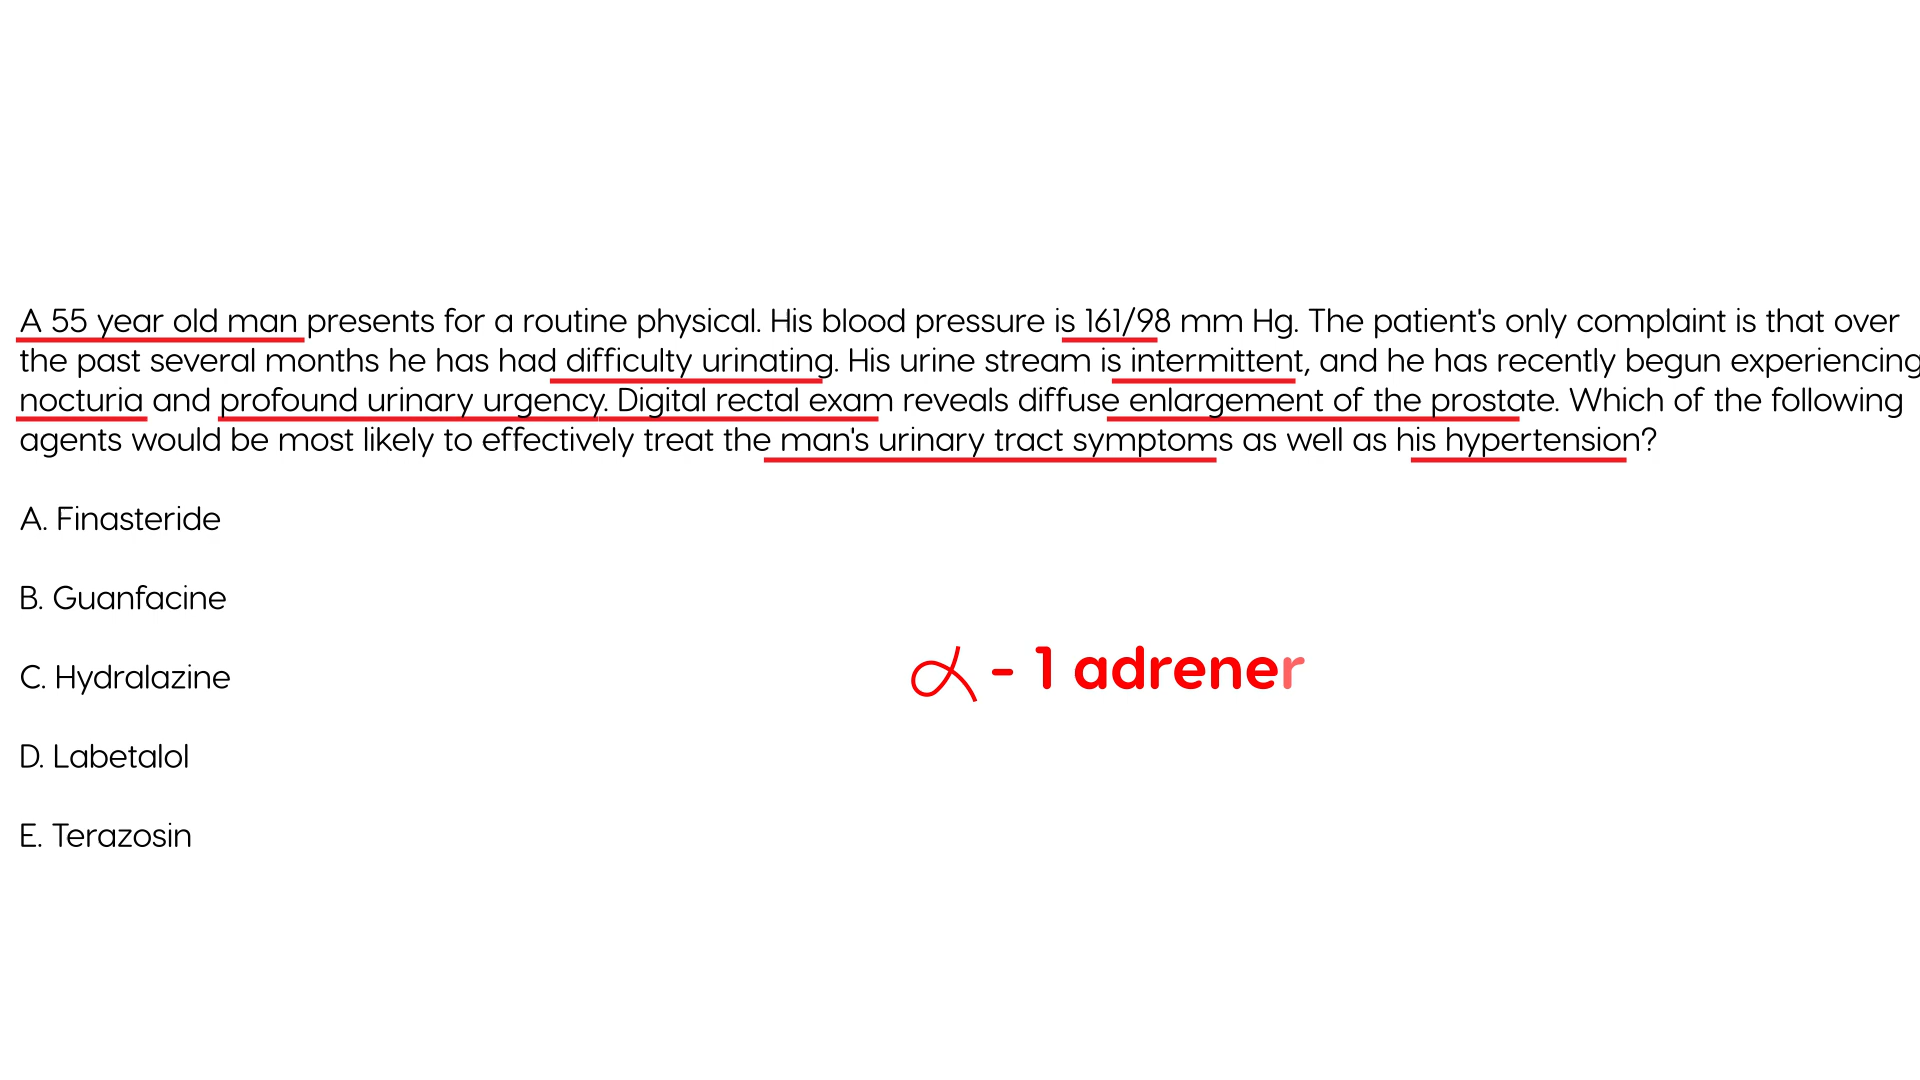 A 55 year old man presents for a routine physical. His blood pressure is 161/98 mm Hg. The patient's only complaint is that over
the past several months he has had difficulty urinating. His urine stream is intermittent, and he has recently begun experiencing
nocturia and profound urinary urgency. Digital rectal exam reveals diffuse enlargement of the prostate. Which of the following
agents would be most likely to effectively treat the man's urinary tract symptoms as well as his hypertension?
A. Finasteride
B. Guanfacine
C. Hydralazine
α - 1 adrener
D. Labetalol
E. Terazosin